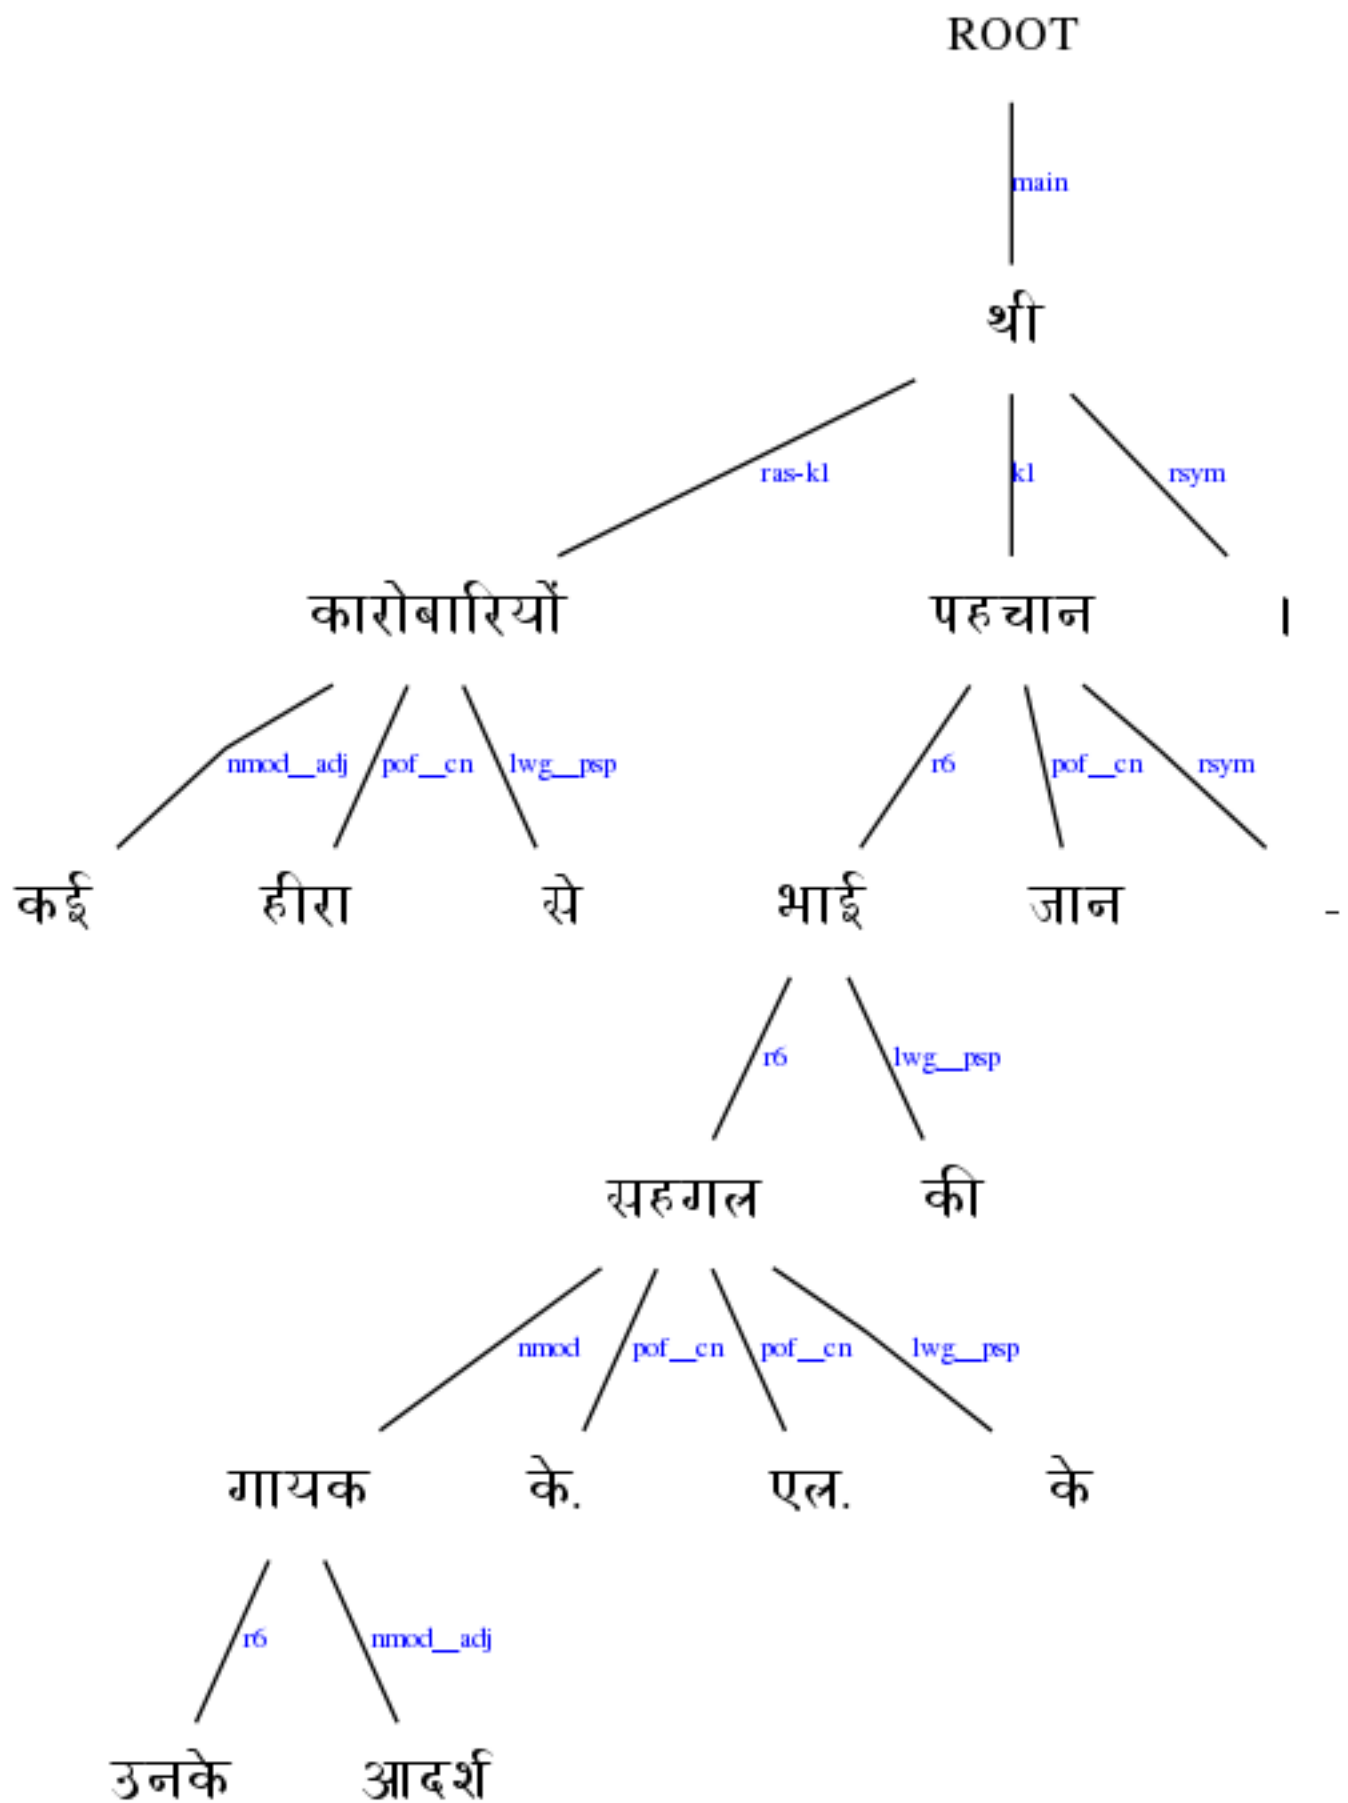 ROOT
main
थी
ras-k1 k1 rsym
कारोबारियों पहचान ।
nmod__adj pof__cn lwg__psp r6 pof__cn rsym
कई हीरा से भाई जान -
r6 lwg__psp
सहगल की
nmod pof__cn pof__cn lwg__psp
गायक के. एल. के
r6 nmod__adj
उनके आदर्श